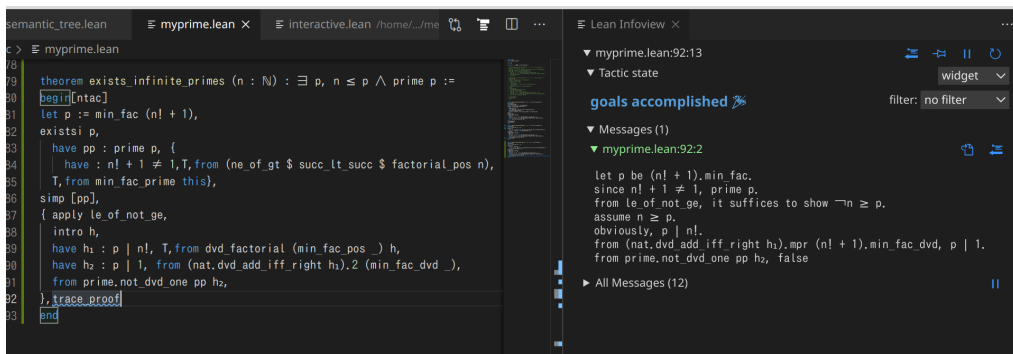 semantic_tree.lean
myprime.lean
interactive.lean /home/.../me
...
c > myprime.lean
78
79 theorem exists_infinite_primes (n : ℕ) : ∃ p, n ≤ p ∧ prime p :=
80 begin[ntac]
81 let p := min_fac (n! + 1),
82 existsi p,
83 have pp : prime p, {
84 have : n! + 1 ≠ 1,T,from (ne_of_gt $ succ_lt_succ $ factorial_pos n),
85 T,from min_fac_prime this},
86 simp [pp],
87 { apply le_of_not_ge,
88 intro h,
89 have h₁ : p ∣ n!, T,from dvd_factorial (min_fac_pos _) h,
90 have h₂ : p ∣ 1, from (nat.dvd_add_iff_right h₁).2 (min_fac_dvd _),
91 from prime.not_dvd_one pp h₂,
92 },trace_proof
93 end
Lean Infoview
...
myprime.lean:92:13
Tactic state
widget
goals accomplished 🎉
filter: no filter
Messages (1)
myprime.lean:92:2
let p be (n! + 1).min_fac.
since n! + 1 ≠ 1, prime p.
from le_of_not_ge, it suffices to show ¬n ≥ p.
assume n ≥ p.
obviously, p ∣ n!.
from (nat.dvd_add_iff_right h₁).mpr (n! + 1).min_fac_dvd, p ∣ 1.
from prime.not_dvd_one pp h₂, false
All Messages (12)